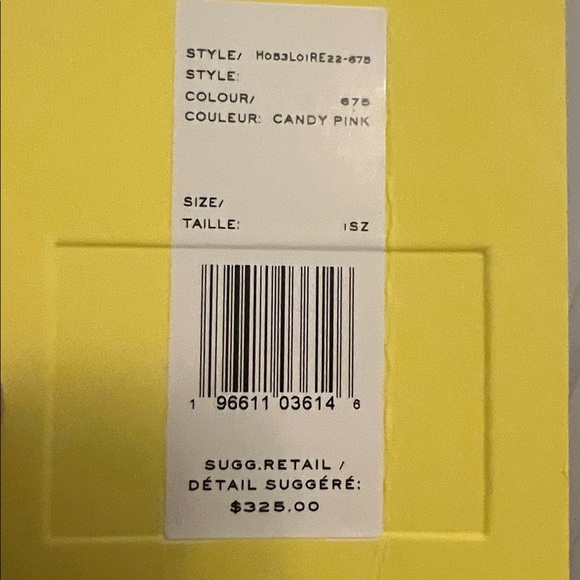 STYLE/ H053L01RE22-675
STYLE:
COLOUR/ 675
COULEUR: CANDY PINK
SIZE/
TAILLE: 1SZ
1 96611 03614 6
SUGG.RETAIL /
DÉTAIL SUGGÉRÉ:
$325.00